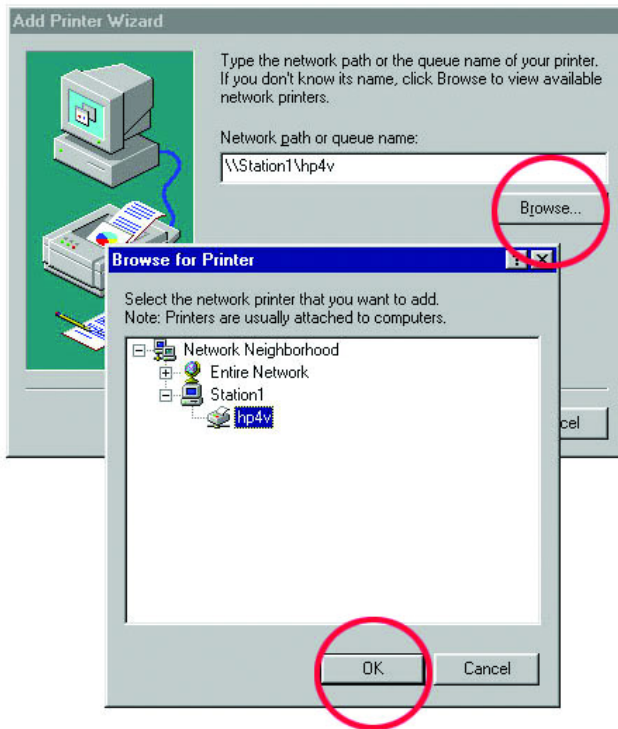 Add Printer Wizard
Type the network path or the queue name of your printer.
If you don't know its name, click Browse to view available
network printers.
Network path or queue name:
\\Station1\hp4v
Browse...
Browse for Printer
Select the network printer that you want to add.
Note: Printers are usually attached to computers.
Network Neighborhood
Entire Network
Station1
hp4v
cel
OK
Cancel